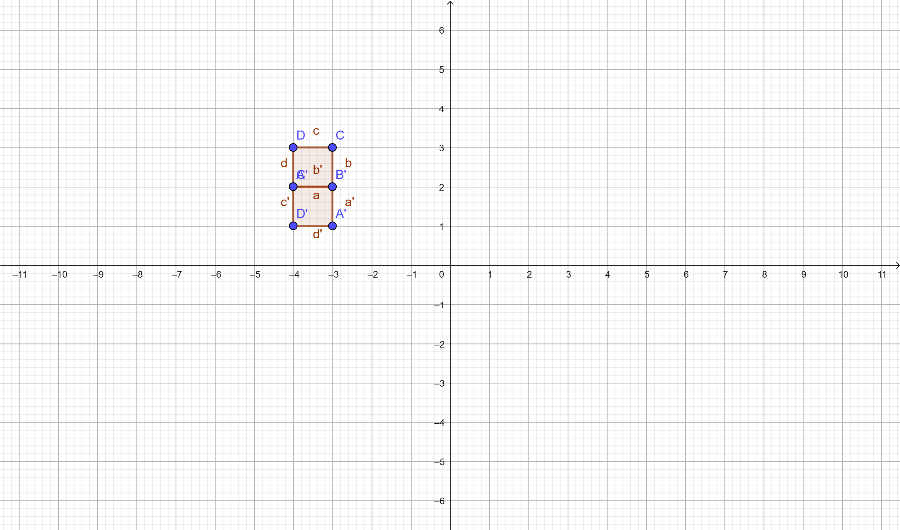 6
5
4
c
D C
3
d b' b
A C' B'
2
c' a a'
D' A'
1
d'
–11 –10 –9 –8 –7 –6 –5 –4 –3 –2 –1 0 1 2 3 4 5 6 7 8 9 10 11
–1
–2
–3
–4
–5
–6